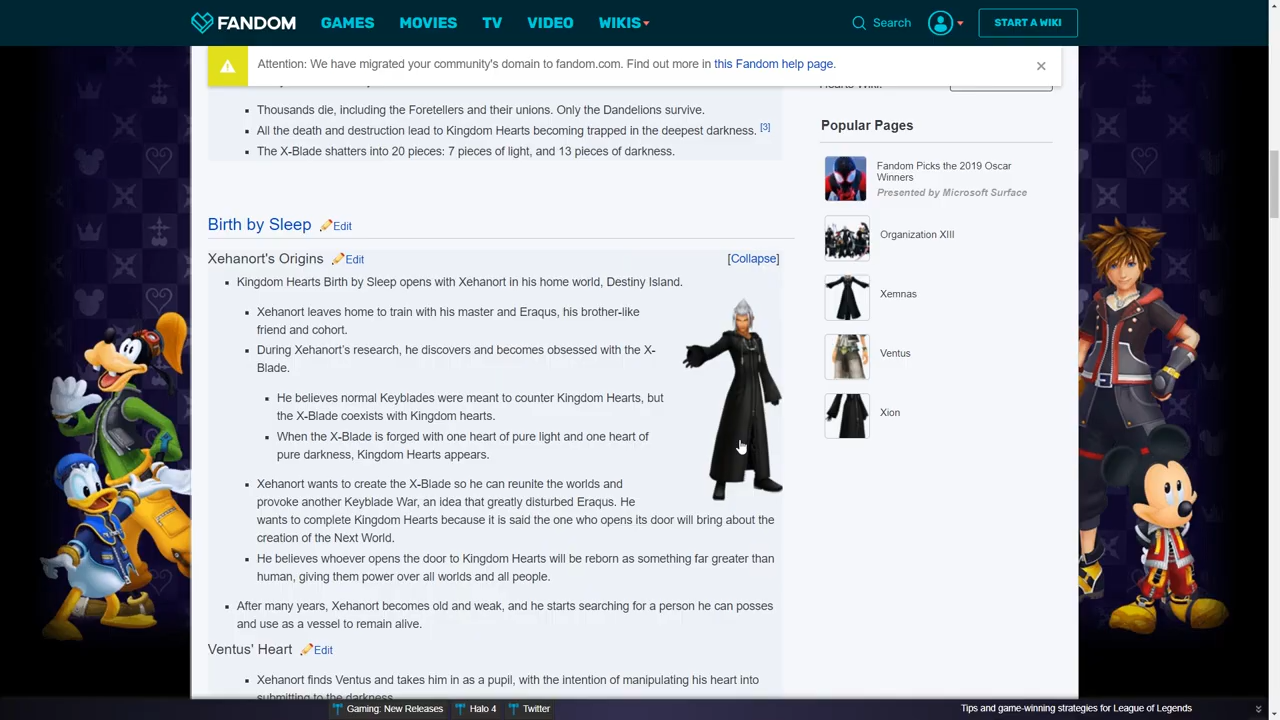 FANDOM
GAMES
MOVIES
TV
VIDEO
WIKIS
Search
START A WIKI
Attention: We have migrated your community's domain to fandom.com. Find out more in this Fandom help page.
Thousands die, including the Foretellers and their unions. Only the Dandelions survive.
All the death and destruction lead to Kingdom Hearts becoming trapped in the deepest darkness. [3]
The X-Blade shatters into 20 pieces: 7 pieces of light, and 13 pieces of darkness.
Birth by Sleep Edit
Xehanort's Origins Edit
[Collapse]
Kingdom Hearts Birth by Sleep opens with Xehanort in his home world, Destiny Island.
Xehanort leaves home to train with his master and Eraqus, his brother-like
friend and cohort.
During Xehanort's research, he discovers and becomes obsessed with the X-
Blade.
He believes normal Keyblades were meant to counter Kingdom Hearts, but
the X-Blade coexists with Kingdom hearts.
When the X-Blade is forged with one heart of pure light and one heart of
pure darkness, Kingdom Hearts appears.
Xehanort wants to create the X-Blade so he can reunite the worlds and
provoke another Keyblade War, an idea that greatly disturbed Eraqus. He
wants to complete Kingdom Hearts because it is said the one who opens its door will bring about the
creation of the Next World.
He believes whoever opens the door to Kingdom Hearts will be reborn as something far greater than
human, giving them power over all worlds and all people.
After many years, Xehanort becomes old and weak, and he starts searching for a person he can posses
and use as a vessel to remain alive.
Ventus' Heart Edit
Xehanort finds Ventus and takes him in as a pupil, with the intention of manipulating his heart into
submitting to the darkness.
Hearts Wiki.
Popular Pages
Fandom Picks the 2019 Oscar
Winners
Presented by Microsoft Surface
Organization XIII
Xemnas
Ventus
Xion
Gaming: New Releases
Halo 4
Twitter
Tips and game-winning strategies for League of Legends